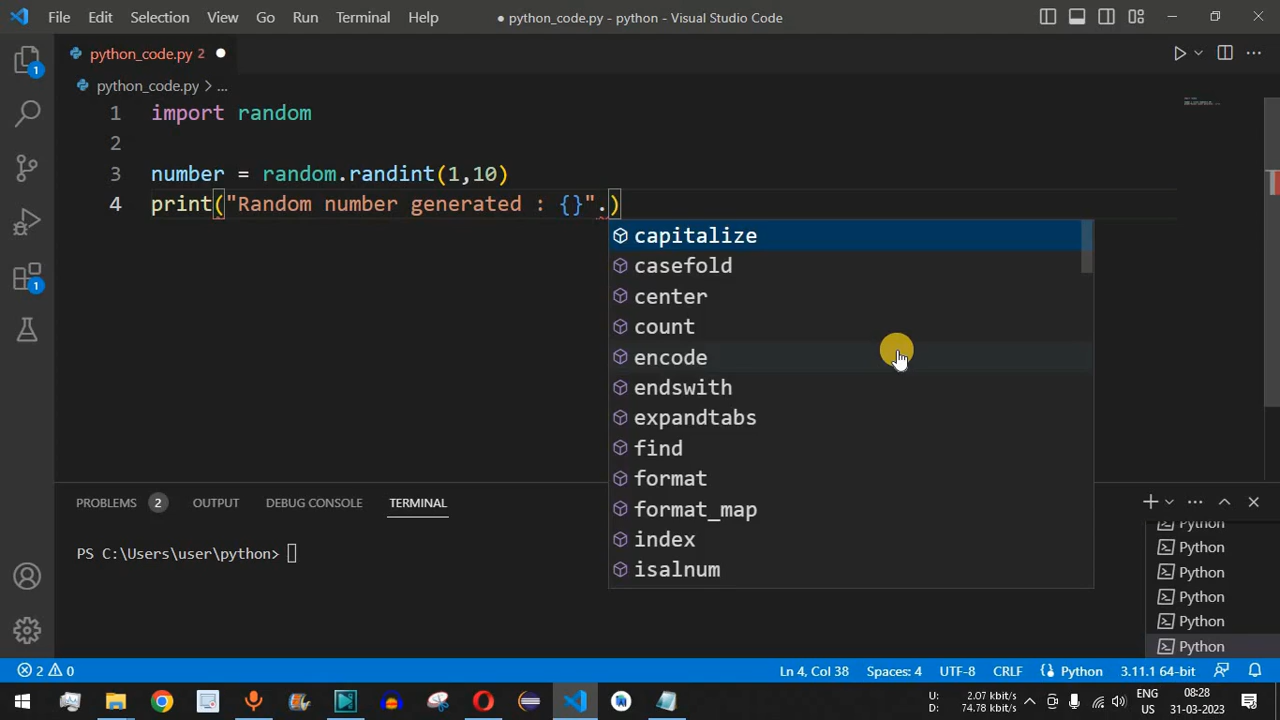 File Edit Selection View Go Run Terminal Help
● python_code.py - python - Visual Studio Code
python_code.py 2 ●
python_code.py > ...
1 import random
2
3 number = random.randint(1,10)
4 print("Random number generated : {}".)
capitalize
casefold
center
count
encode
endswith
expandtabs
find
format
format_map
index
isalnum
1
1
1
PROBLEMS 2 OUTPUT DEBUG CONSOLE TERMINAL
PS C:\Users\user\python>
Python
Python
Python
Python
Python
Python
2 0
Ln 4, Col 38 Spaces: 4 UTF-8 CRLF Python 3.11.1 64-bit
U: 2.07 kbit/s
D: 74.78 kbit/s
ENG
IN
08:28
31-03-2023